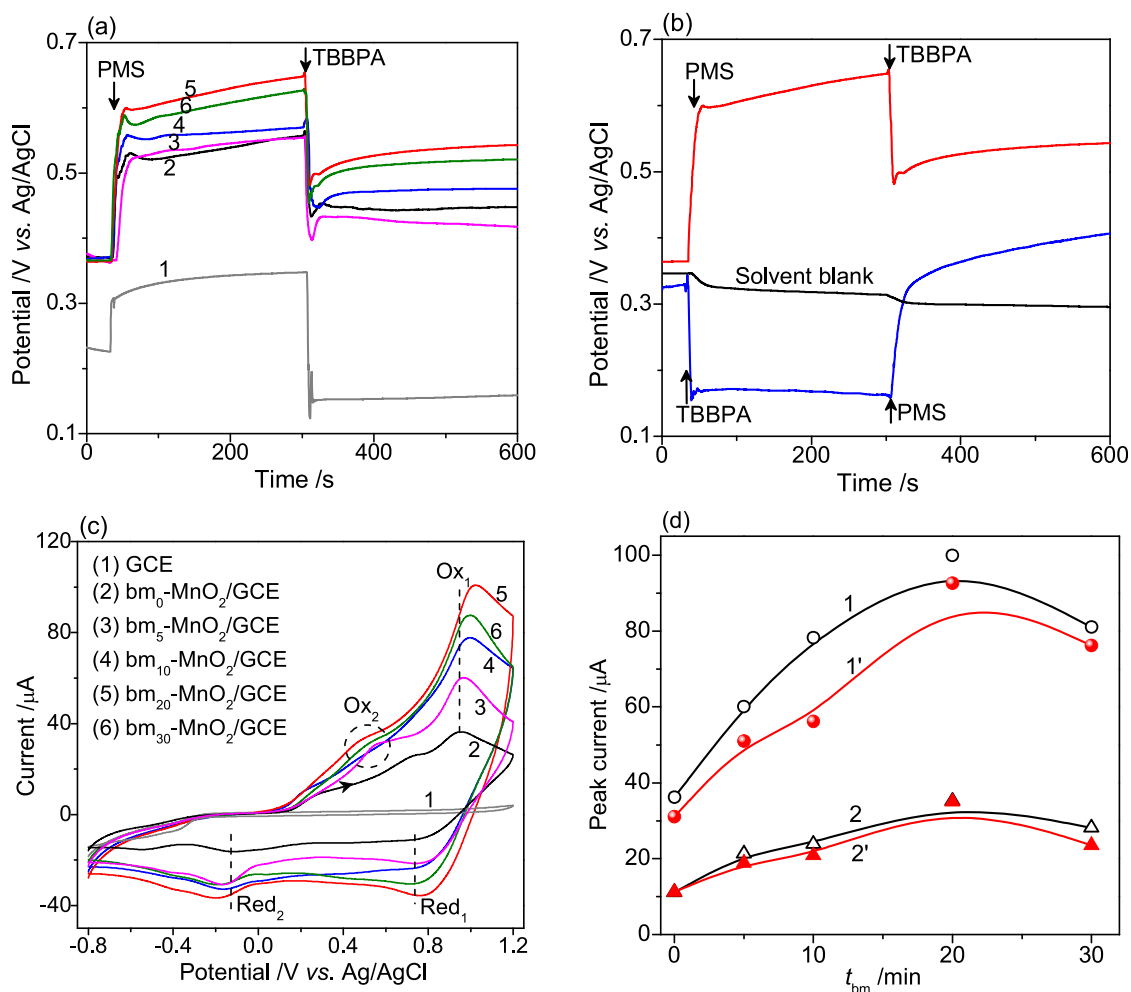 (a)
0.7
0.5
0.3
0.1
Potential /V vs. Ag/AgCl
PMS
TBBPA
5
6
4
3
2
1
0
200
400
600
Time /s
(b)
0.7
0.5
0.3
0.1
Potential /V vs. Ag/AgCl
PMS
TBBPA
Solvent blank
TBBPA
PMS
0
200
400
600
Time /s
(c)
120
80
40
0
-40
Current /μA
(1) GCE
(2) bm0-MnO2/GCE
(3) bm5-MnO2/GCE
(4) bm10-MnO2/GCE
(5) bm20-MnO2/GCE
(6) bm30-MnO2/GCE
Ox1
Ox2
5
6
4
3
2
1
Red2
Red1
-0.8
-0.4
0.0
0.4
0.8
1.2
Potential /V vs. Ag/AgCl
(d)
100
80
60
40
20
0
Peak current /μA
1
1'
2
2'
0
10
20
30
tbm /min